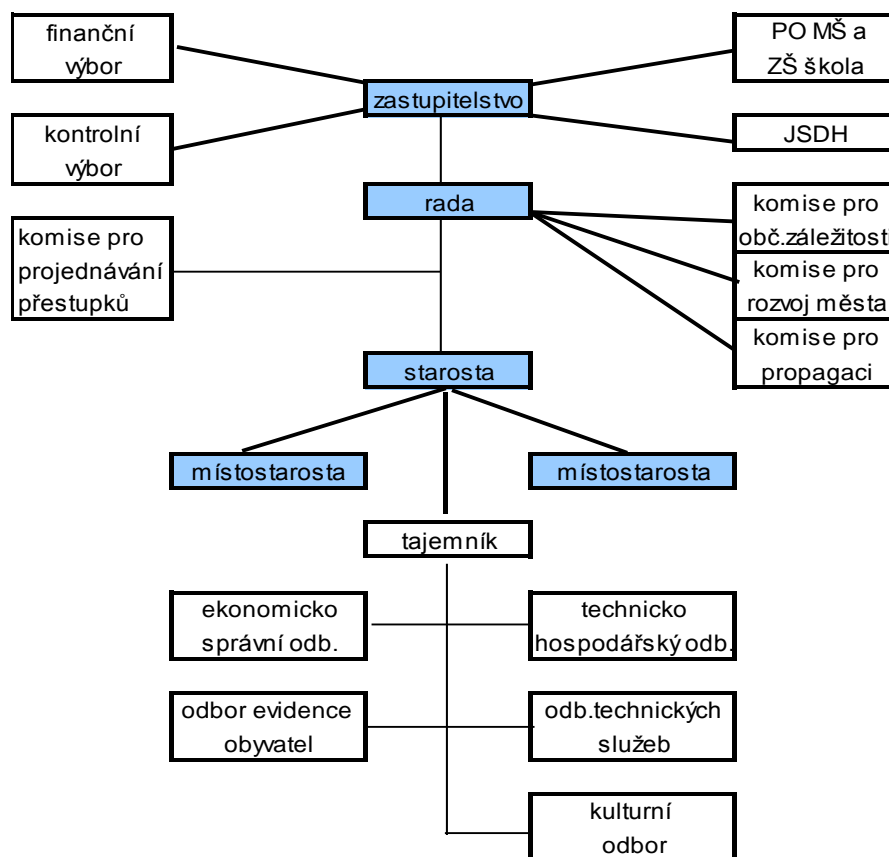 finanční
výbor
PO MŠ a
ZŠ škola
zastupitelstvo
kontrolní
výbor
JSDH
rada
komise pro
obč.záležitosti
komise pro
projednávání
přestupků
komise pro
rozvoj města
komise pro
propagaci
starosta
místostarosta
místostarosta
tajemník
ekonomicko
správní odb.
technicko
hospodářský odb.
odbor evidence
obyvatel
odb.technických
služeb
kulturní
odbor